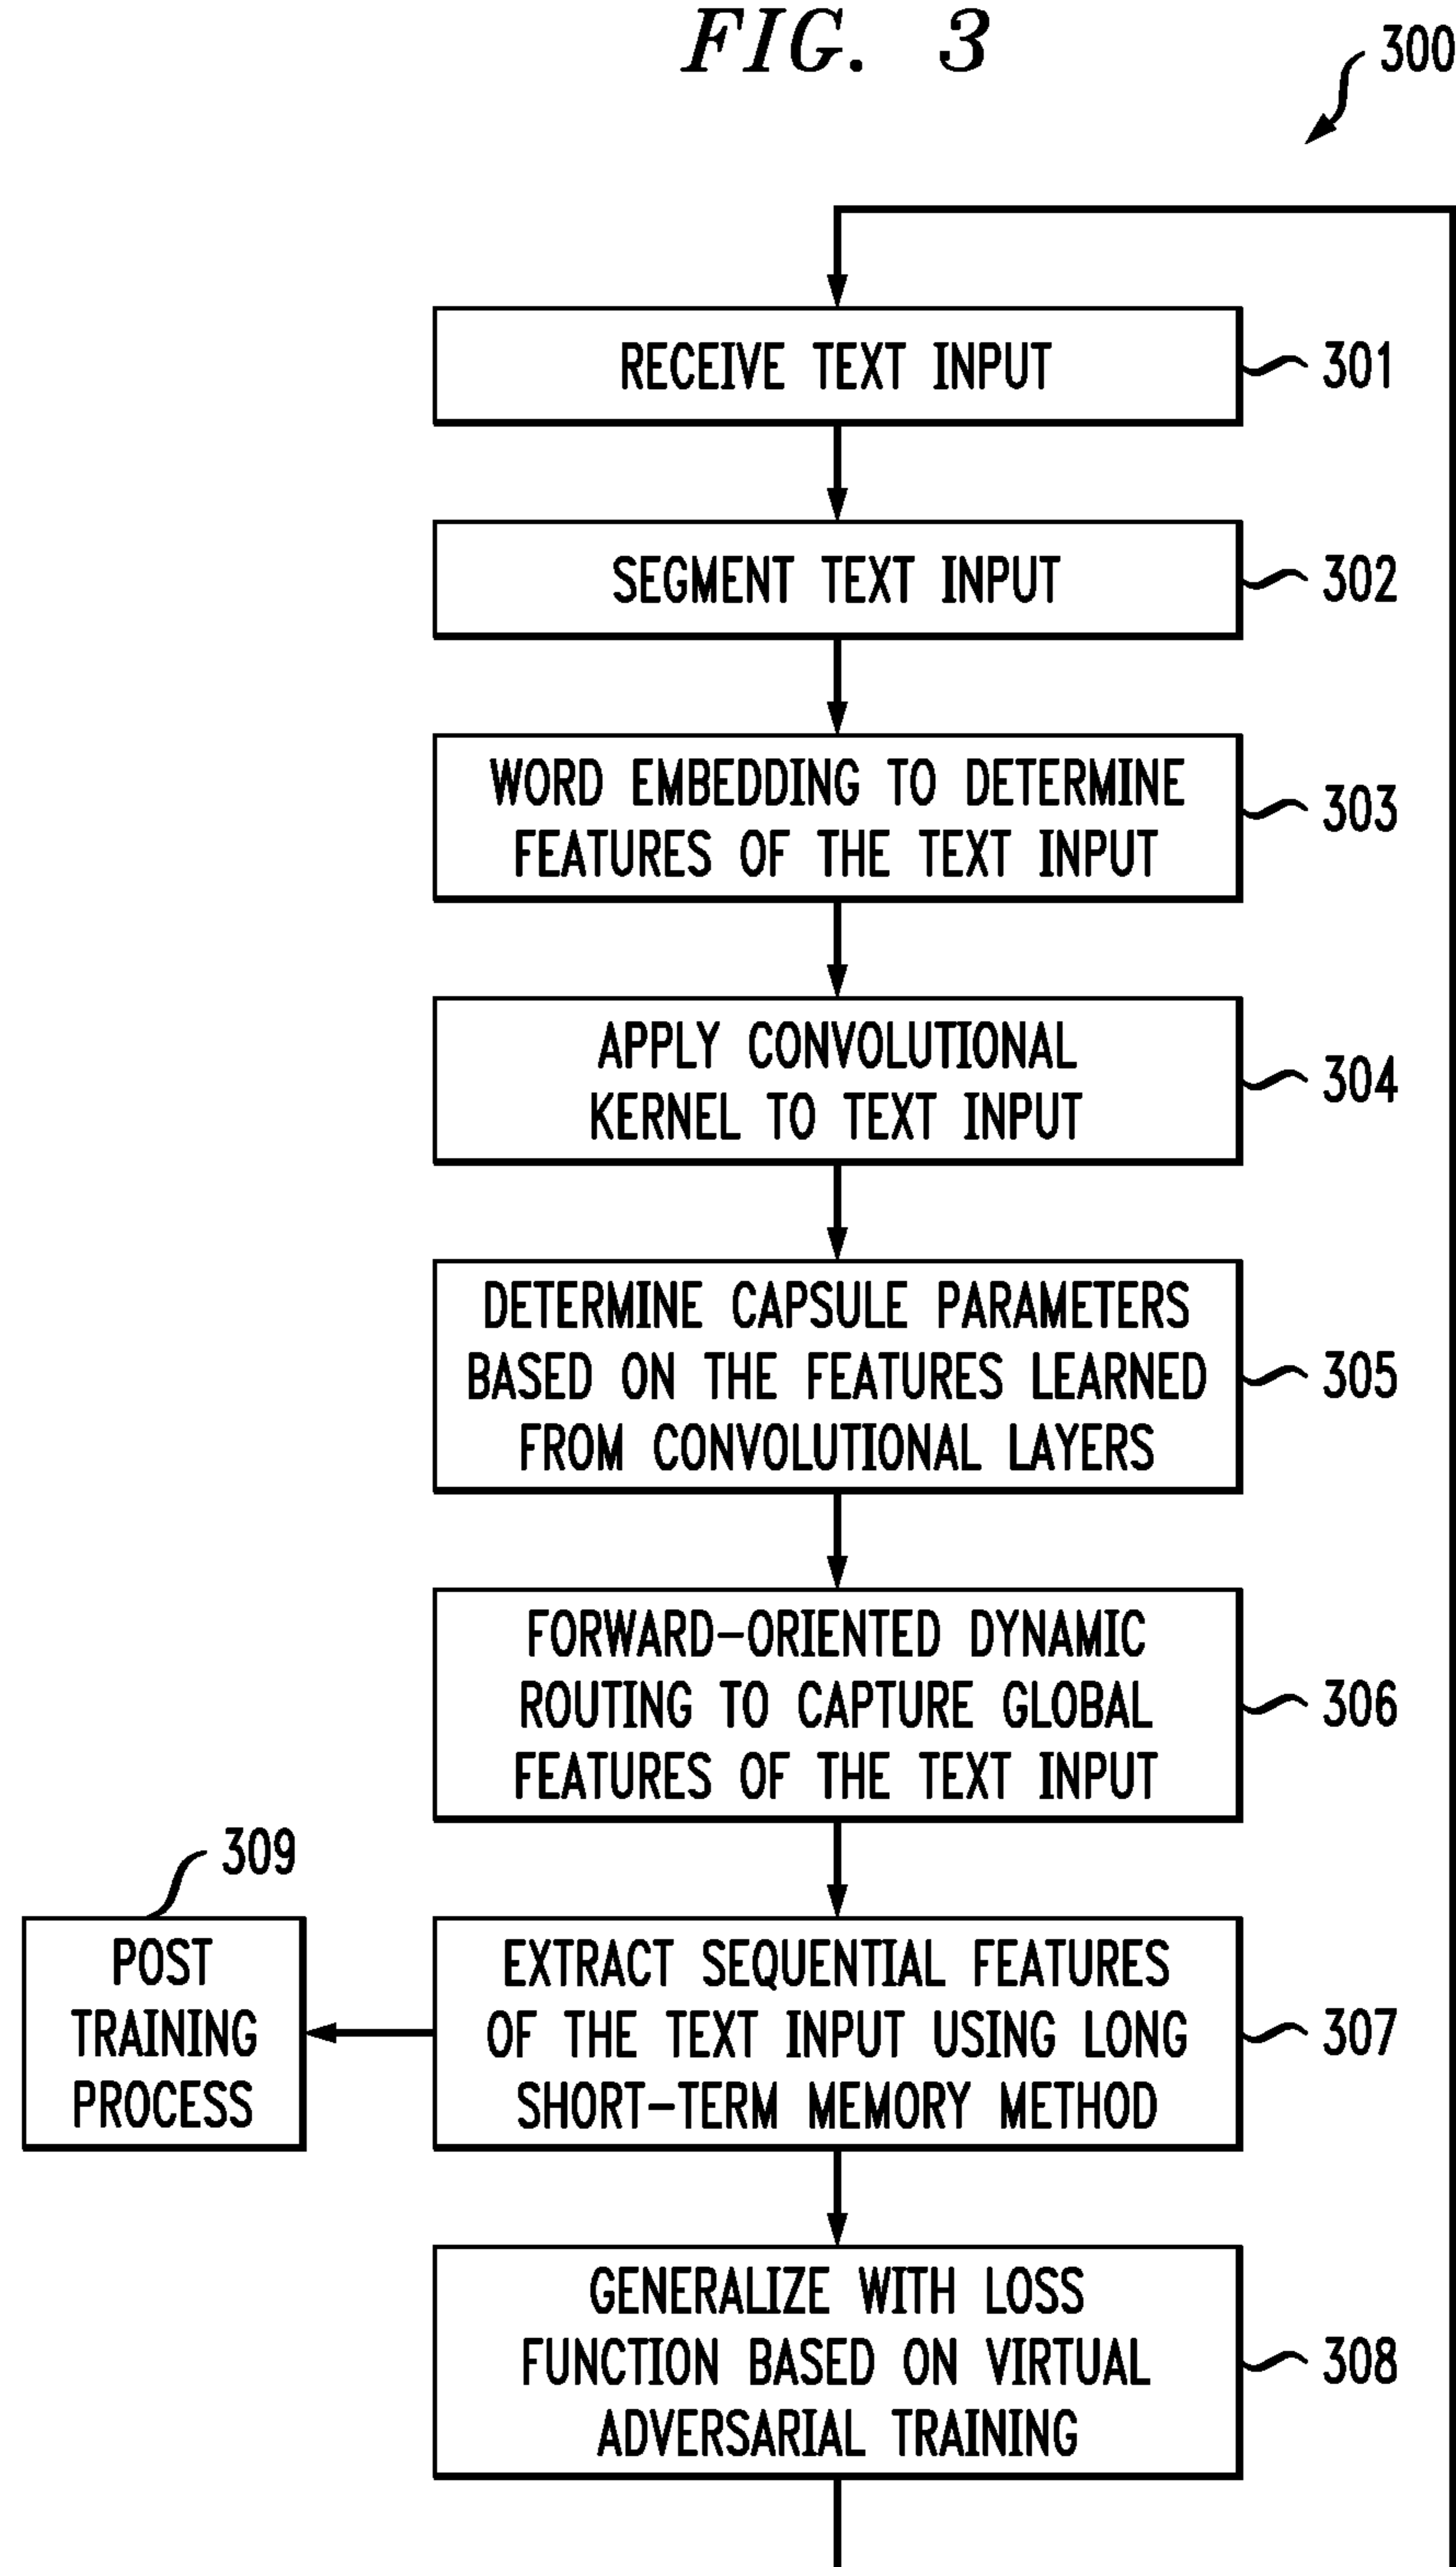 FIG. 3
300
RECEIVE TEXT INPUT
301
SEGMENT TEXT INPUT
302
WORD EMBEDDING TO DETERMINE
FEATURES OF THE TEXT INPUT
303
APPLY CONVOLUTIONAL
KERNEL TO TEXT INPUT
304
DETERMINE CAPSULE PARAMETERS
BASED ON THE FEATURES LEARNED
FROM CONVOLUTIONAL LAYERS
305
FORWARD-ORIENTED DYNAMIC
ROUTING TO CAPTURE GLOBAL
FEATURES OF THE TEXT INPUT
306
309
POST
TRAINING
PROCESS
EXTRACT SEQUENTIAL FEATURES
OF THE TEXT INPUT USING LONG
SHORT-TERM MEMORY METHOD
307
GENERALIZE WITH LOSS
FUNCTION BASED ON VIRTUAL
ADVERSARIAL TRAINING
308